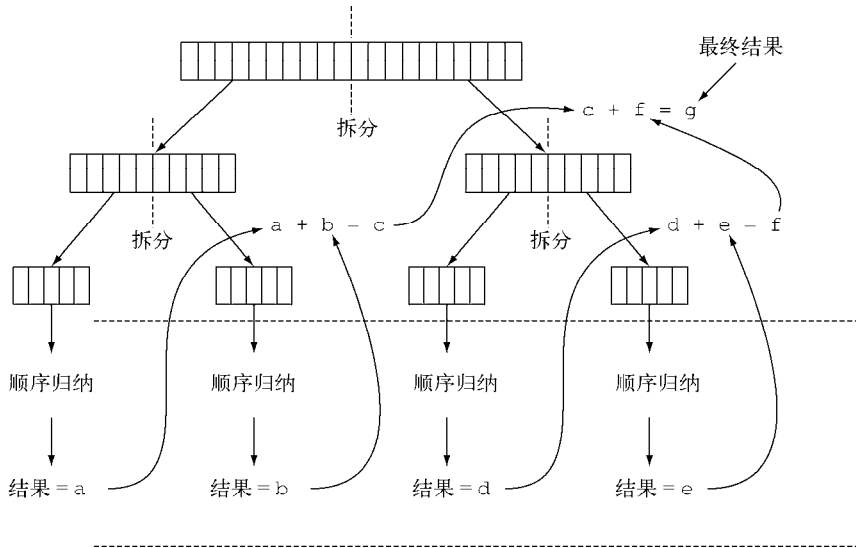 最终结果
c + f = g
拆分
a + b - c
d + e - f
拆分
拆分
顺序归纳
顺序归纳
顺序归纳
顺序归纳
结果=a
结果=b
结果=d
结果=e